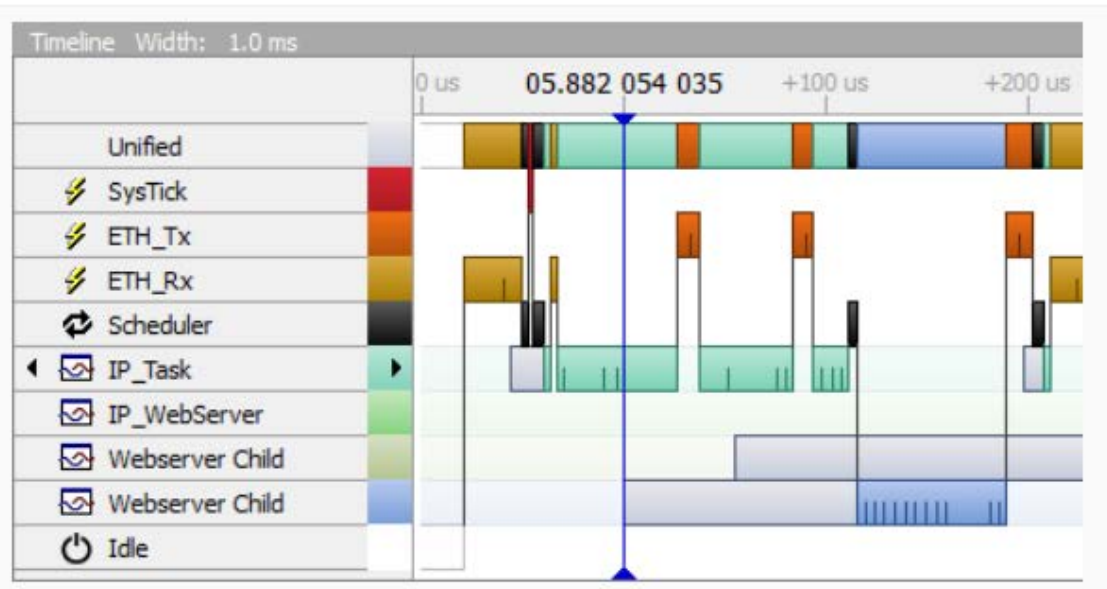 Timeline Width: 1.0 ms
0 us 05.882 054 035 +100 us +200 us
Unified
SysTick
ETH_Tx
ETH_Rx
Scheduler
IP_Task
IP_WebServer
Webserver Child
Webserver Child
Idle